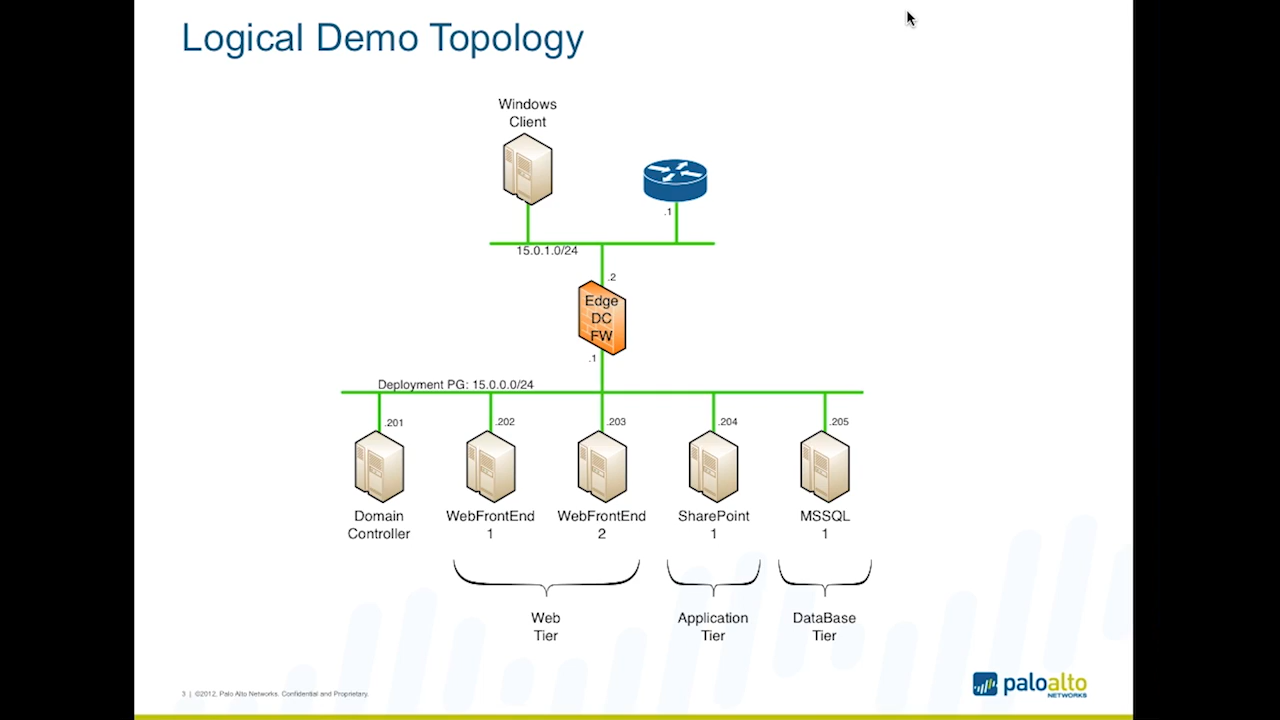 Logical Demo Topology
Windows
Client
.1
15.0.1.0/24
.2
Edge
DC
FW
.1
Deployment PG: 15.0.0.0/24
.201
.202
.203
.204
.205
Domain
Controller
WebFrontEnd
1
WebFrontEnd
2
SharePoint
1
MSSQL
1
Web
Tier
Application
Tier
DataBase
Tier
3 | ©2012, Palo Alto Networks. Confidential and Proprietary.
paloalto
NETWORKS